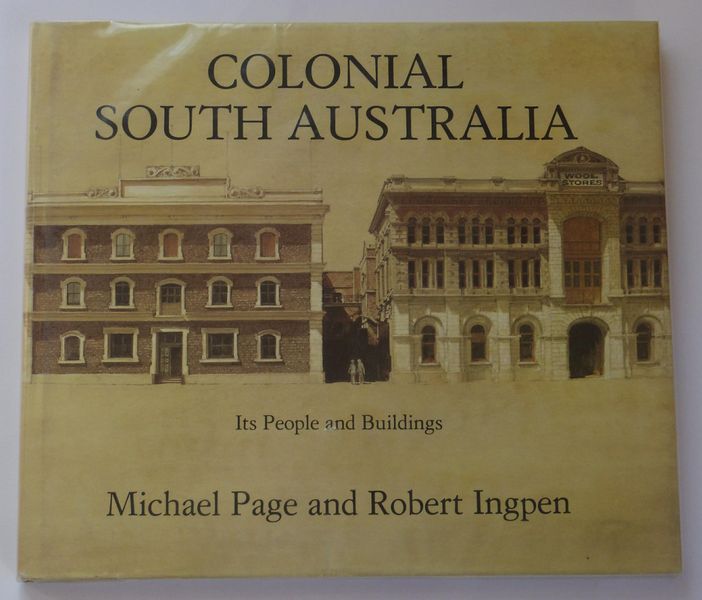 COLONIAL
SOUTH AUSTRALIA
WOOL
STORES
Its People and Buildings
Michael Page and Robert Ingpen